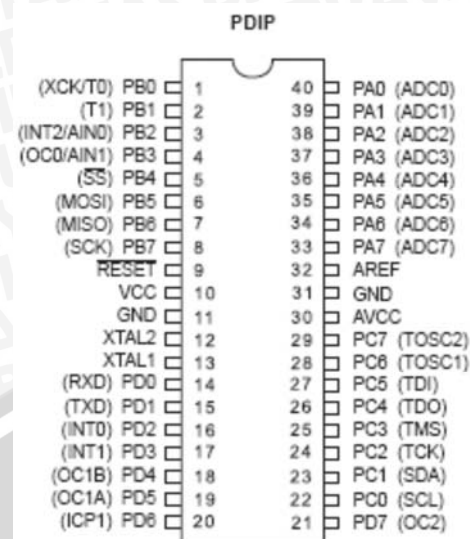 PDIP
(XCK/T0) PB0 1 40 PA0 (ADC0)
(T1) PB1 2 39 PA1 (ADC1)
(INT2/AIN0) PB2 3 38 PA2 (ADC2)
(OC0/AIN1) PB3 4 37 PA3 (ADC3)
(SS) PB4 5 36 PA4 (ADC4)
(MOSI) PB5 6 35 PA5 (ADC5)
(MISO) PB6 7 34 PA6 (ADC6)
(SCK) PB7 8 33 PA7 (ADC7)
RESET 9 32 AREF
VCC 10 31 GND
GND 11 30 AVCC
XTAL2 12 29 PC7 (TOSC2)
XTAL1 13 28 PC6 (TOSC1)
(RXD) PD0 14 27 PC5 (TDI)
(TXD) PD1 15 26 PC4 (TDO)
(INT0) PD2 16 25 PC3 (TMS)
(INT1) PD3 17 24 PC2 (TCK)
(OC1B) PD4 18 23 PC1 (SDA)
(OC1A) PD5 19 22 PC0 (SCL)
(ICP1) PD6 20 21 PD7 (OC2)